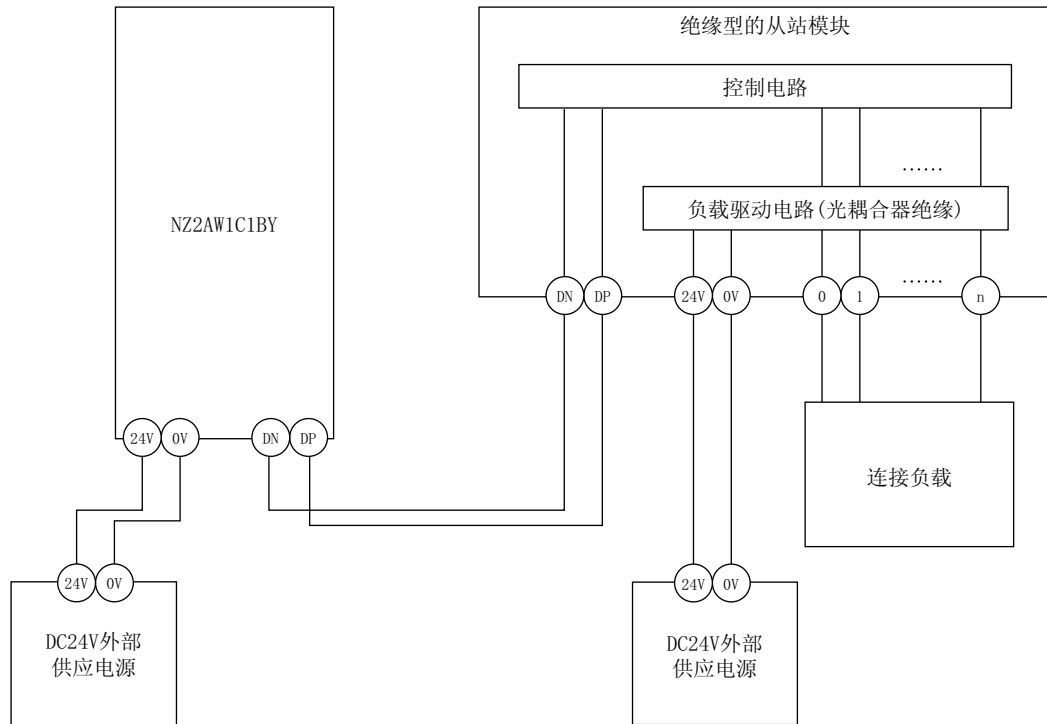 绝缘型的从站模块
控制电路
……
NZ2AW1C1BY
负载驱动电路(光耦合器绝缘)
……
DN
DP
24V
0V
0
1
n
24V
0V
DN
DP
连接负载
24V
0V
24V
0V
DC24V外部
供应电源
DC24V外部
供应电源